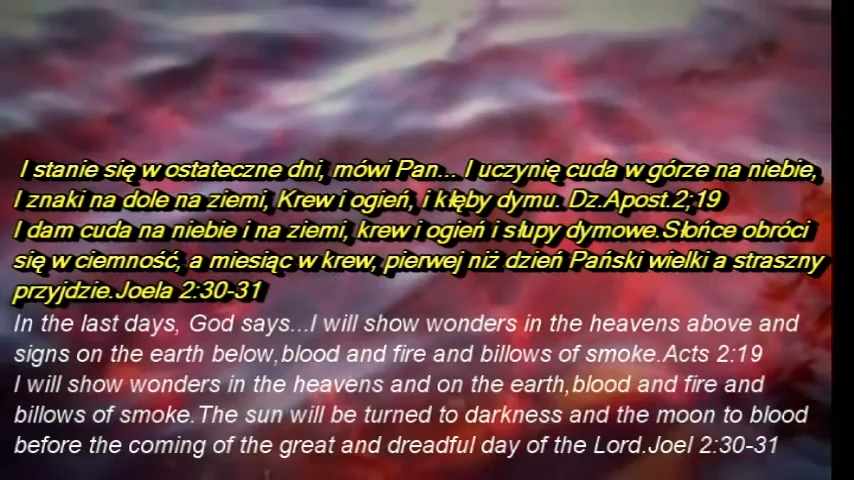 I stanie się w ostateczne dni, mówi Pan... I uczynię cuda w górze na niebie,
I znaki na dole na ziemi, Krew i ogień, i kłęby dymu. Dz.Apost.2;19
I dam cuda na niebie i na ziemi, krew i ogień i słupy dymowe.Słońce obróci
się w ciemność, a miesiąc w krew, pierwej niż dzień Pański wielki a straszny
przyjdzie.Joela 2:30-31
In the last days, God says...I will show wonders in the heavens above and
signs on the earth below,blood and fire and billows of smoke.Acts 2:19
I will show wonders in the heavens and on the earth,blood and fire and
billows of smoke.The sun will be turned to darkness and the moon to blood
before the coming of the great and dreadful day of the Lord.Joel 2:30-31